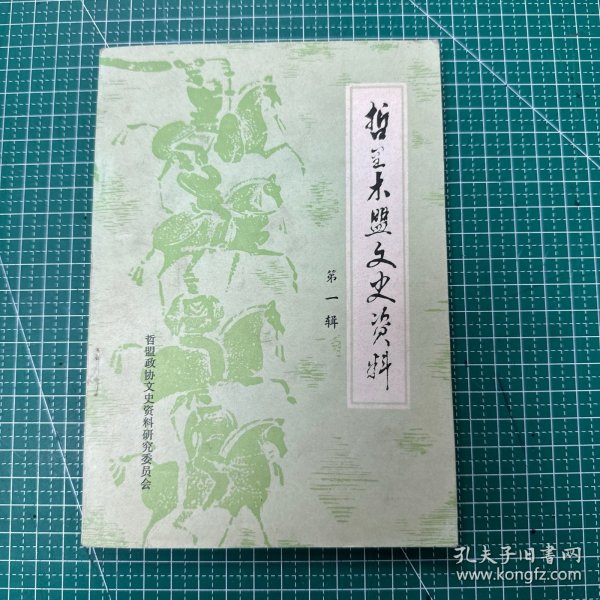 哲里木盟文史资料
第一辑
哲盟政协文史资料研究委员会
孔夫子旧書网
www.kongfz.com